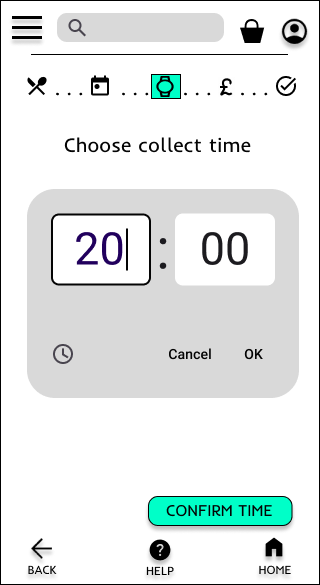 . . . . . . . . . £ . . .
Choose collect time
20 : 00
Cancel OK
CONFIRM TIME
BACK HELP HOME